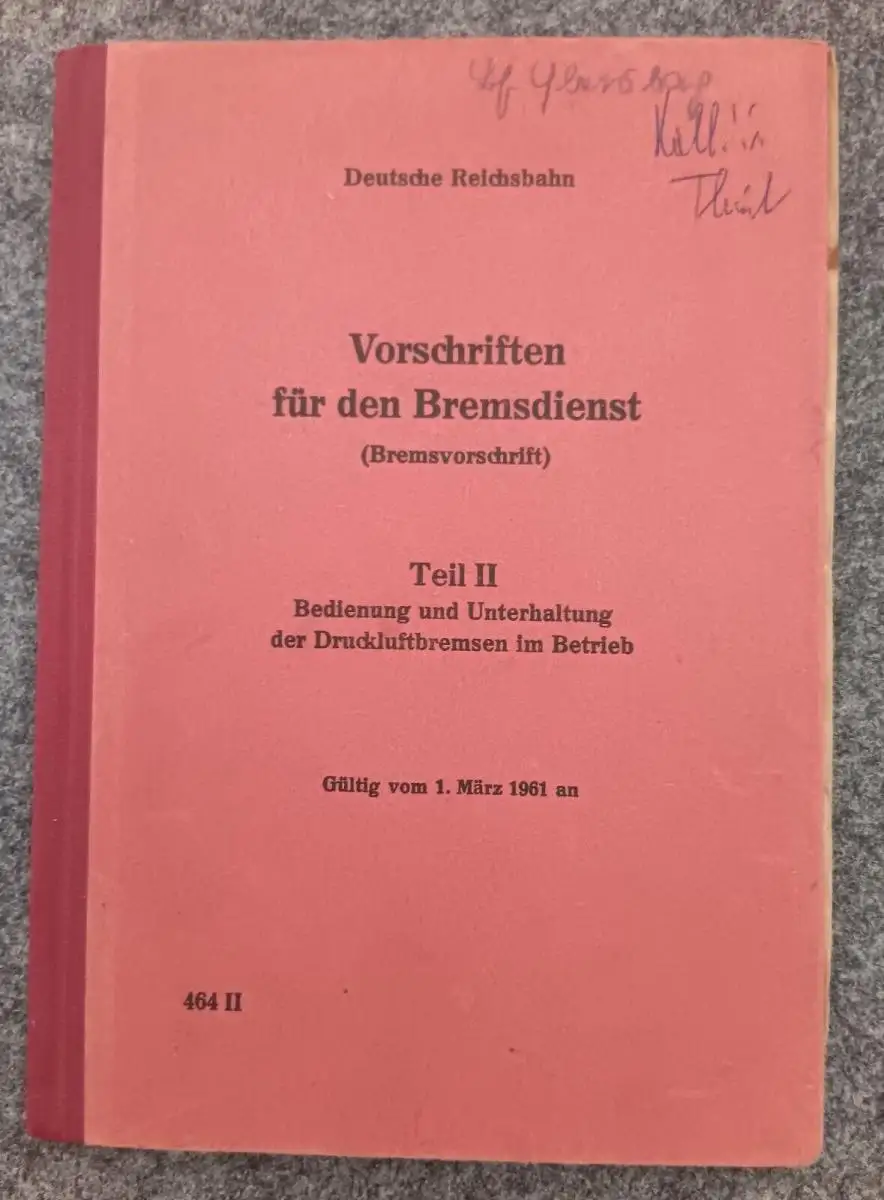 Deutsche Reichsbahn
Vorschriften
für den Bremsdienst
(Bremsvorschrift)
Teil II
Bedienung und Unterhaltung
der Druckluftbremsen im Betrieb
Gültig vom 1. März 1961 an
464 II